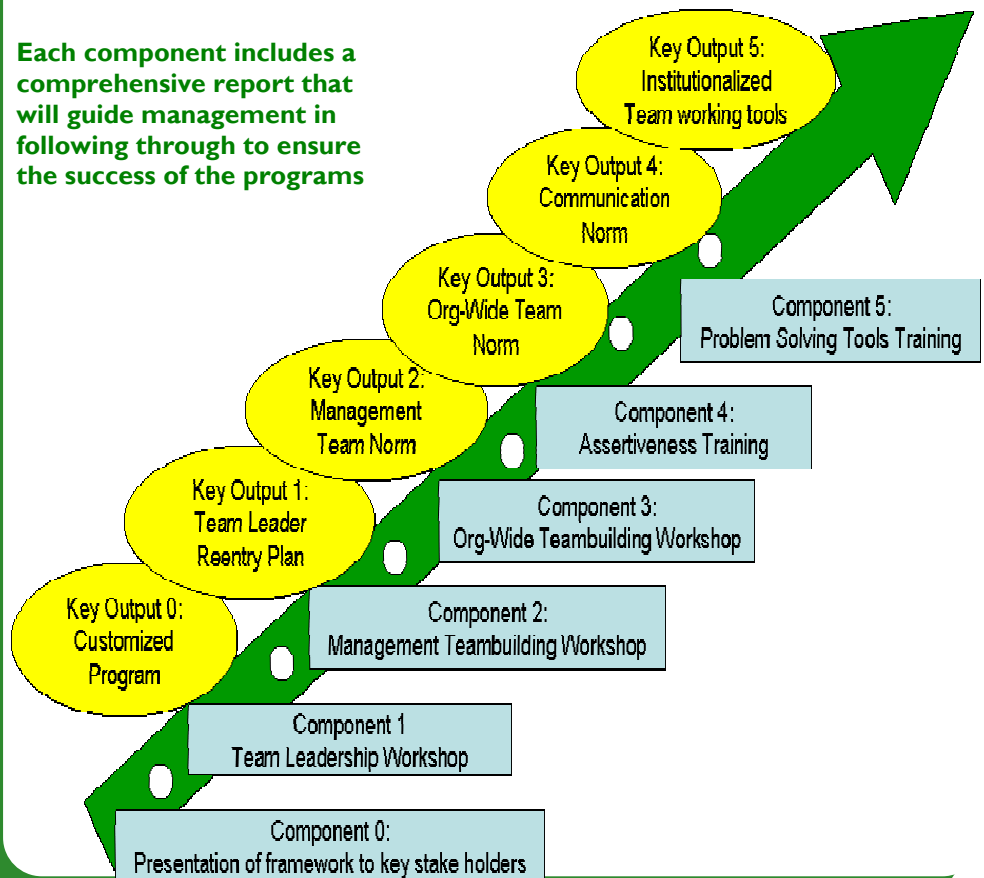 Each component includes a
comprehensive report that
will guide management in
following through to ensure
the success of the programs
Key Output 5:
Institutionalized
Team working tools
Key Output 4:
Communication
Norm
Key Output 3:
Org-Wide Team
Norm
Key Output 2:
Management
Team Norm
Key Output 1:
Team Leader
Reentry Plan
Key Output 0:
Customized
Program
Component 5:
Problem Solving Tools Training
Component 4:
Assertiveness Training
Component 3:
Org-Wide Teambuilding Workshop
Component 2:
Management Teambuilding Workshop
Component 1
Team Leadership Workshop
Component 0:
Presentation of framework to key stake holders